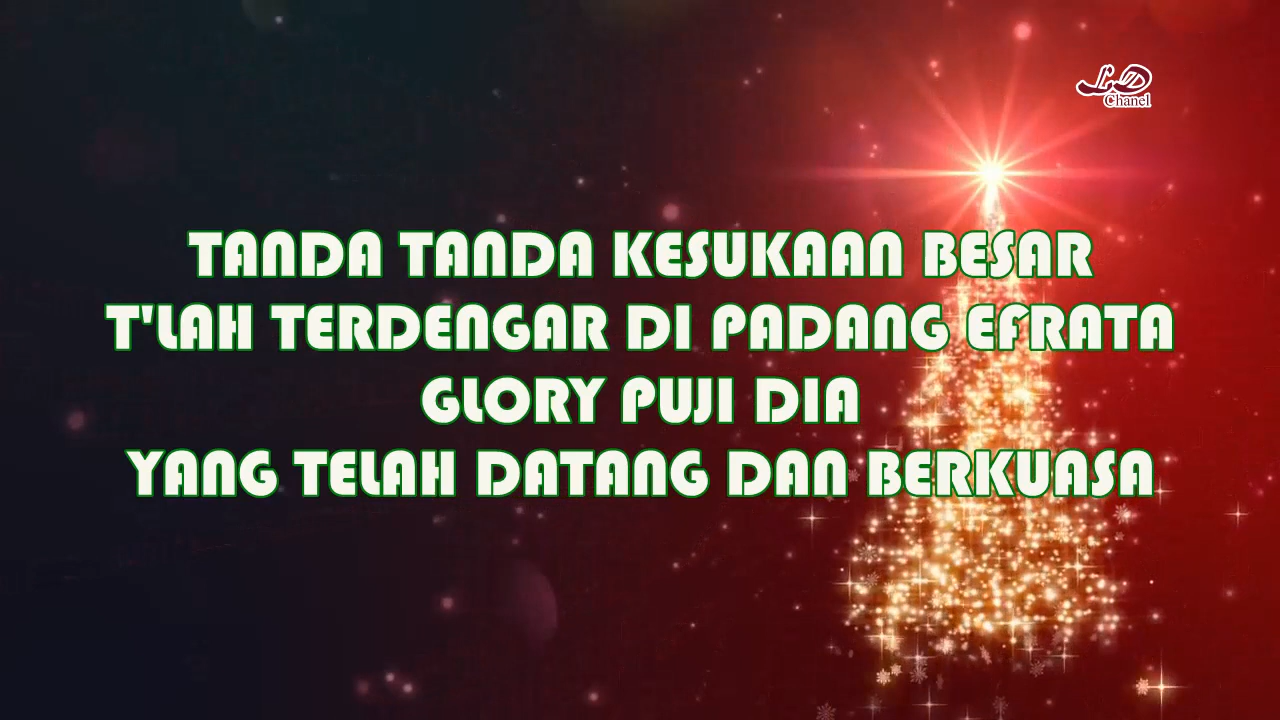 Chanel
TANDA TANDA KESUKAAN BESAR
T'LAH TERDENGAR DI PADANG EFRATA
GLORY PUJI DIA
YANG TELAH DATANG DAN BERKUASA